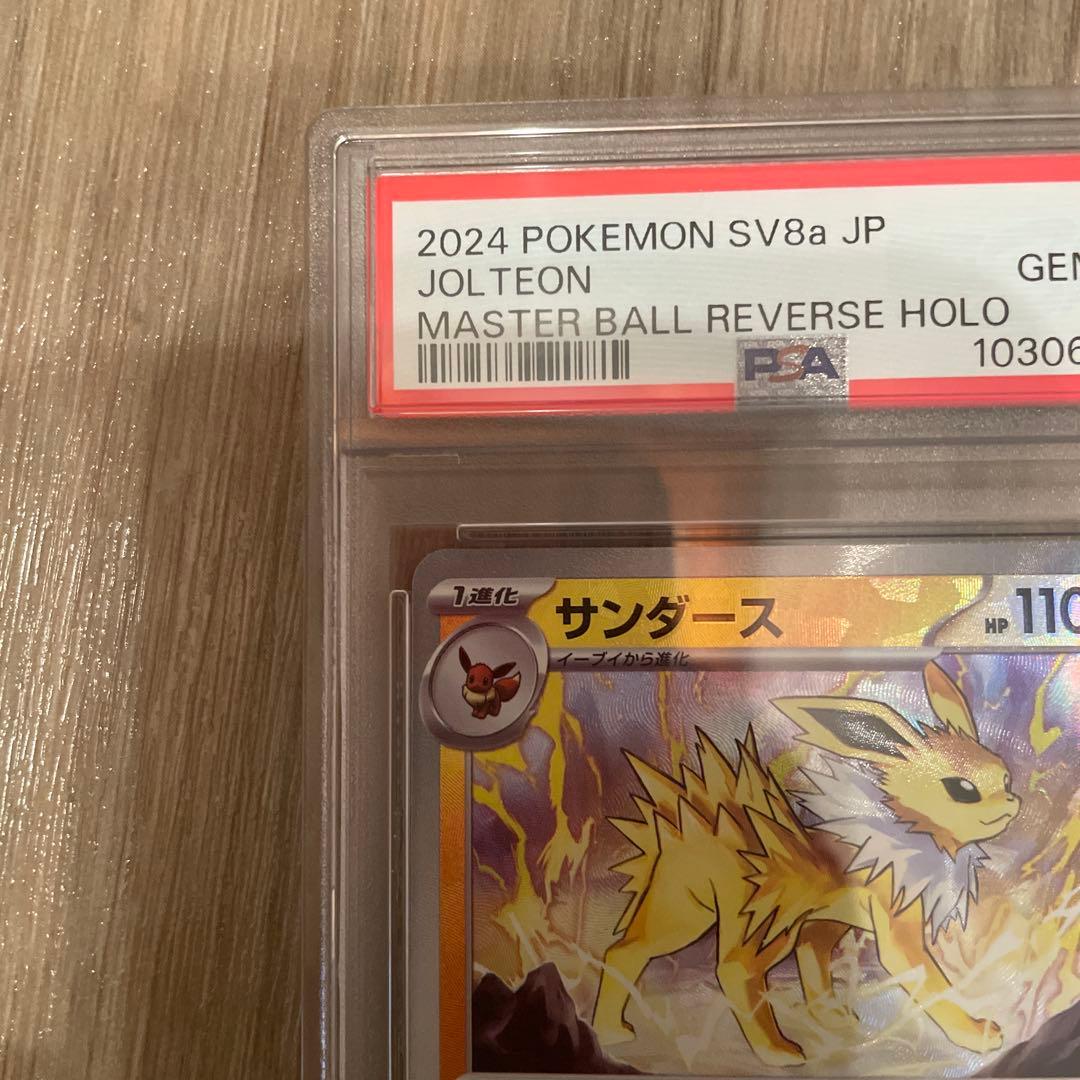 2024 POKEMON SV8a JP
JOLTEON
GEM
MASTER BALL REVERSE HOLO
PSA
10306
1進化
サンダース
HP 110
イーブイから進化